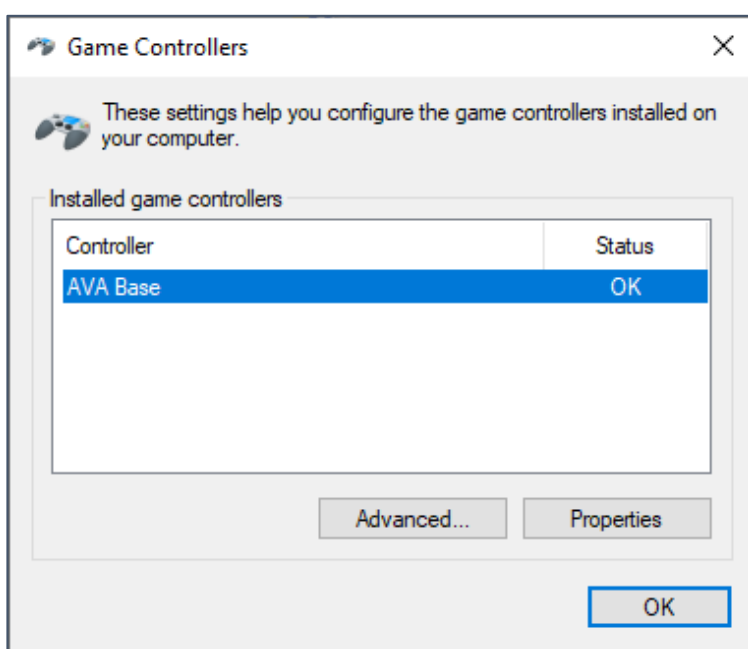 Game Controllers
These settings help you configure the game controllers installed on
your computer.
Installed game controllers
Controller Status
AVA Base OK
Advanced... Properties
OK